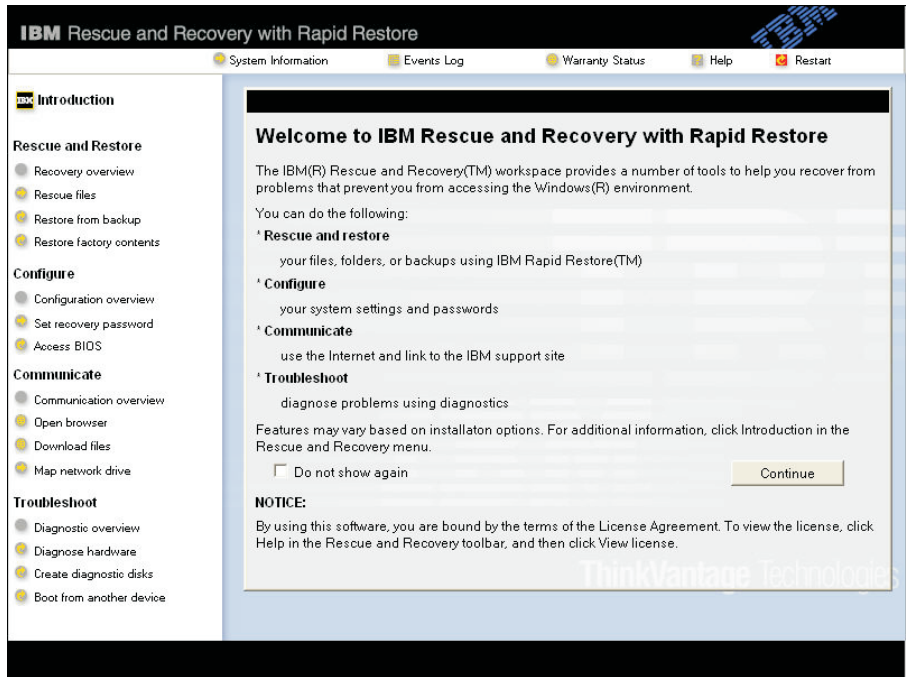 IBM Rescue and Recovery with Rapid Restore
IBM
System Information
Events Log
Warranty Status
Help
Restart
IBM Introduction
Rescue and Restore
Recovery overview
Rescue files
Restore from backup
Restore factory contents
Configure
Configuration overview
Set recovery password
Access BIOS
Communicate
Communication overview
Open browser
Download files
Map network drive
Troubleshoot
Diagnostic overview
Diagnose hardware
Create diagnostic disks
Boot from another device
Welcome to IBM Rescue and Recovery with Rapid Restore
The IBM(R) Rescue and Recovery(TM) workspace provides a number of tools to help you recover from
problems that prevent you from accessing the Windows(R) environment.
You can do the following:
* Rescue and restore
your files, folders, or backups using IBM Rapid Restore(TM)
* Configure
your system settings and passwords
* Communicate
use the Internet and link to the IBM support site
* Troubleshoot
diagnose problems using diagnostics
Features may vary based on installaton options. For additional information, click Introduction in the
Rescue and Recovery menu.
Do not show again
Continue
NOTICE:
By using this software, you are bound by the terms of the License Agreement. To view the license, click
Help in the Rescue and Recovery toolbar, and then click View license.
ThinkVantage Technologies